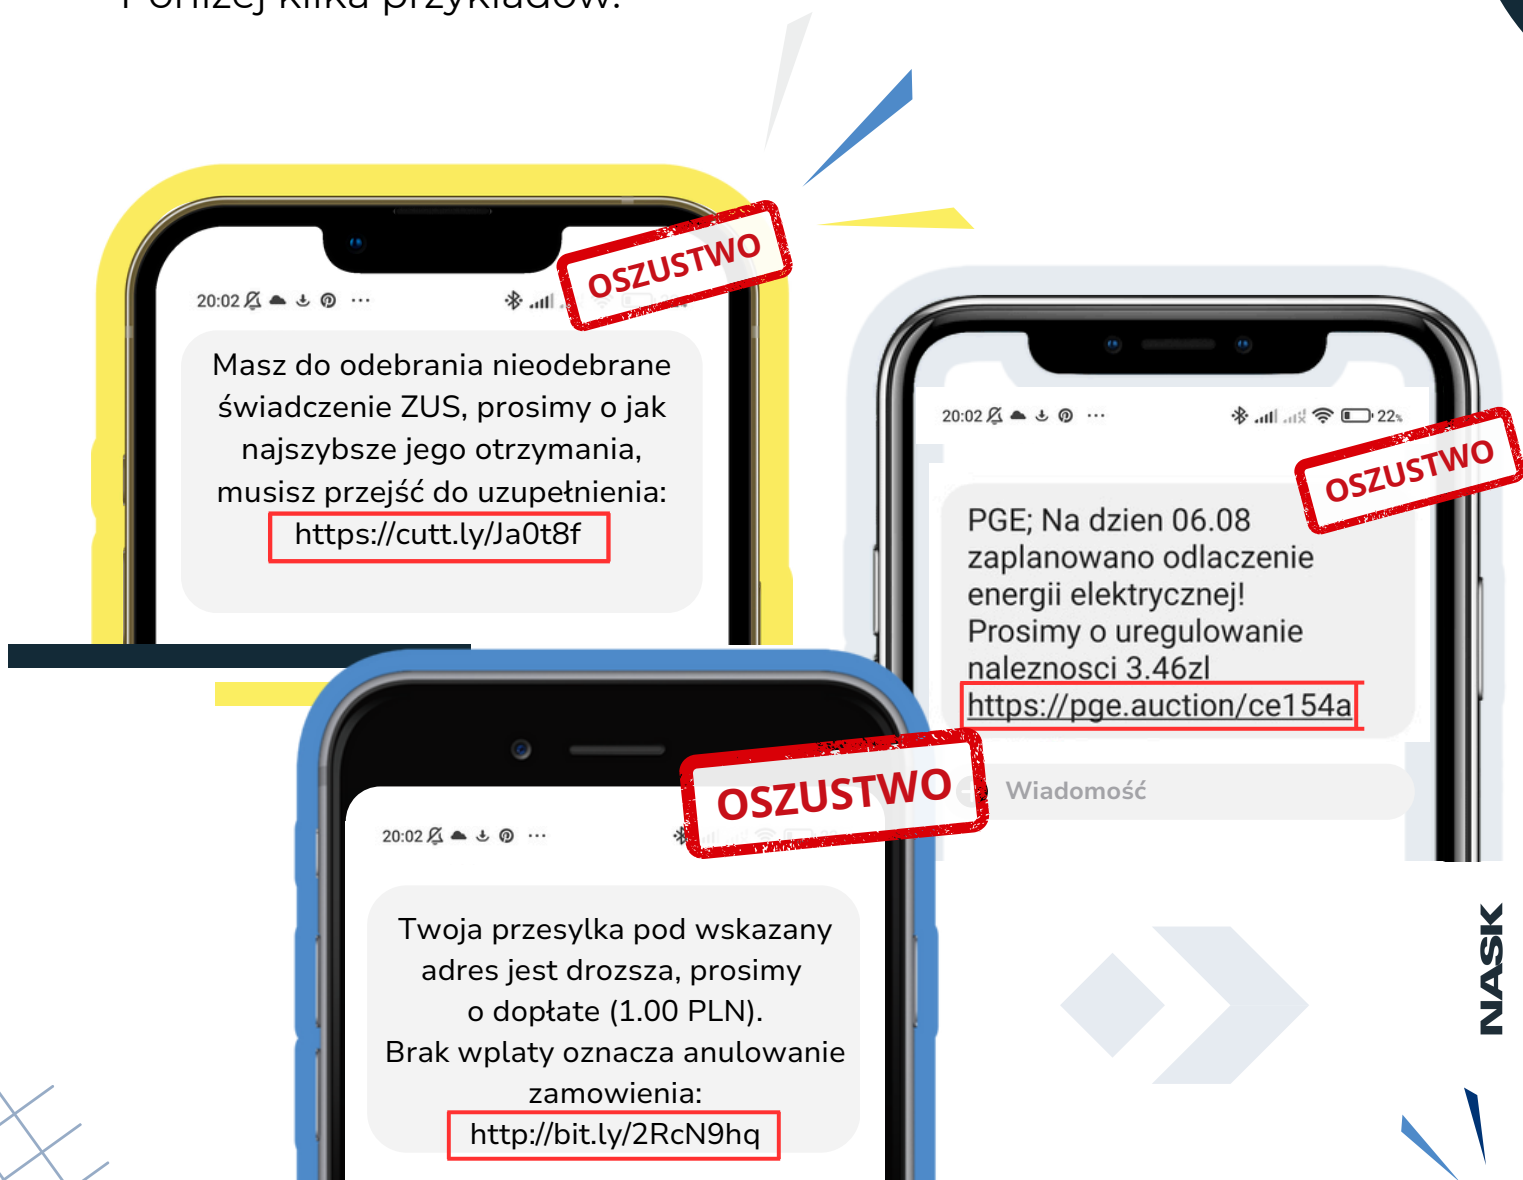 Poniżej kilka przykładów:
OSZUSTWO
20:02
Masz do odebrania nieodebrane
świadczenie ZUS, prosimy o jak
najszybsze jego otrzymania,
musisz przejść do uzupełnienia:
https://cutt.ly/Ja0t8f
20:02
22%
OSZUSTWO
PGE; Na dzien 06.08
zaplanowano odlaczenie
energii elektrycznej!
Prosimy o uregulowanie
naleznosci 3.46zl
https://pge.auction/ce154a
Wiadomość
OSZUSTWO
20:02
Twoja przesylka pod wskazany
adres jest drozsza, prosimy
o dopłate (1.00 PLN).
Brak wplaty oznacza anulowanie
zamowienia:
http://bit.ly/2RcN9hq
NASK